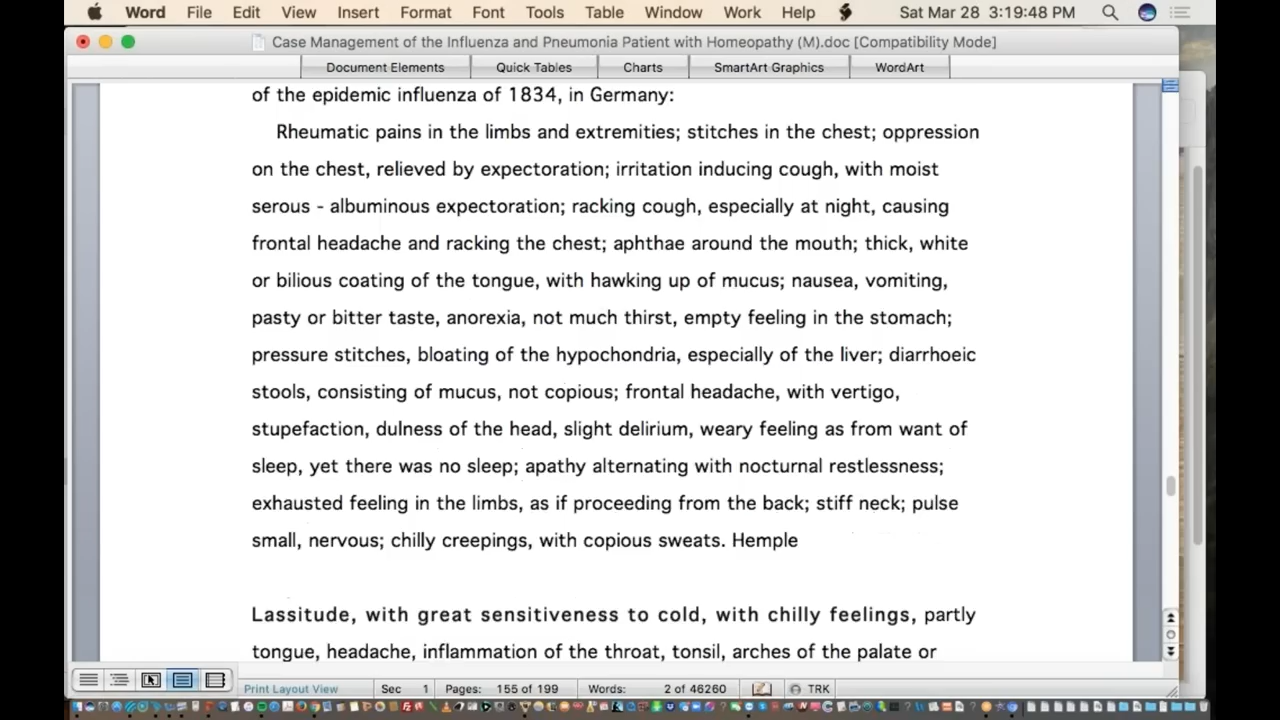 Word File Edit View Insert Format Font Tools Table Window Work Help Sat Mar 28 3:19:48 PM
Case Management of the Influenza and Pneumonia Patient with Homeopathy (M).doc [Compatibility Mode]
Document Elements Quick Tables Charts SmartArt Graphics WordArt
of the epidemic influenza of 1834, in Germany:
Rheumatic pains in the limbs and extremities; stitches in the chest; oppression
on the chest, relieved by expectoration; irritation inducing cough, with moist
serous - albuminous expectoration; racking cough, especially at night, causing
frontal headache and racking the chest; aphthae around the mouth; thick, white
or bilious coating of the tongue, with hawking up of mucus; nausea, vomiting,
pasty or bitter taste, anorexia, not much thirst, empty feeling in the stomach;
pressure stitches, bloating of the hypochondria, especially of the liver; diarrhoeic
stools, consisting of mucus, not copious; frontal headache, with vertigo,
stupefaction, dulness of the head, slight delirium, weary feeling as from want of
sleep, yet there was no sleep; apathy alternating with nocturnal restlessness;
exhausted feeling in the limbs, as if proceeding from the back; stiff neck; pulse
small, nervous; chilly creepings, with copious sweats. Hemple
Lassitude, with great sensitiveness to cold, with chilly feelings, partly
tongue, headache, inflammation of the throat, tonsil, arches of the palate or
Print Layout View Sec 1 Pages: 155 of 199 Words: 2 of 46260 TRK